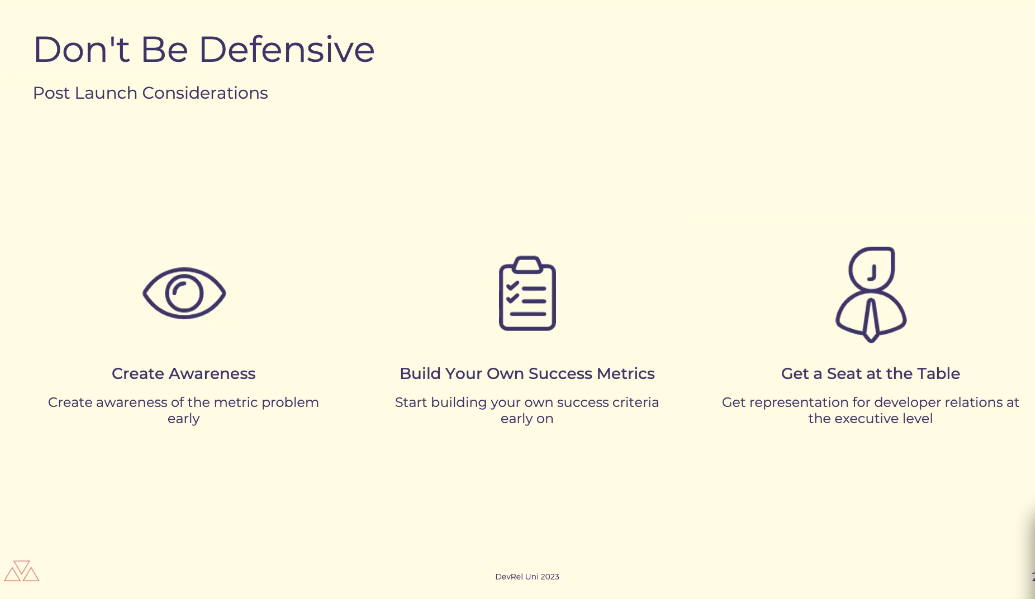 Don't Be Defensive
Post Launch Considerations
Create Awareness
Create awareness of the metric problem
early
Build Your Own Success Metrics
Start building your own success criteria
early on
Get a Seat at the Table
Get representation for developer relations at
the executive level
DevRel Uni 2023